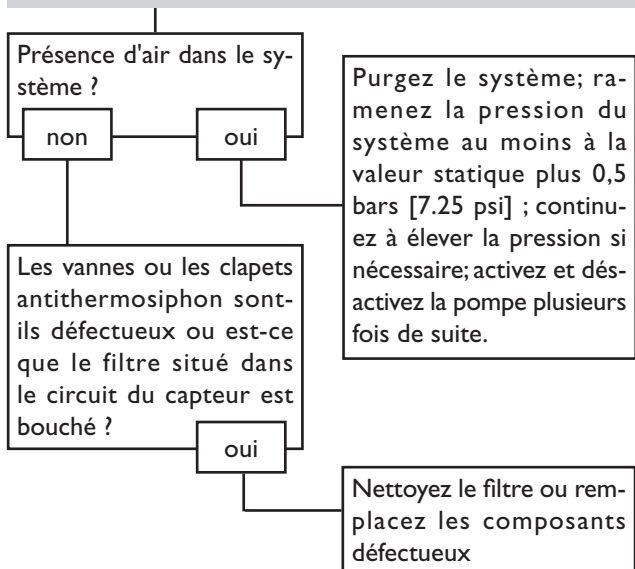 Présence d'air dans le sy-
stème ?
non
oui
Purgez le système; ra-
menez la pression du
système au moins à la
valeur statique plus 0,5
bars [7.25 psi] ; continu-
ez à élever la pression si
nécessaire; activez et dés-
activez la pompe plusieurs
fois de suite.
Les vannes ou les clapets
antithermosiphon sont-
ils défectueux ou est-ce
que le filtre situé dans
le circuit du capteur est
bouché ?
oui
Nettoyez le filtre ou rem-
placez les composants
défectueux